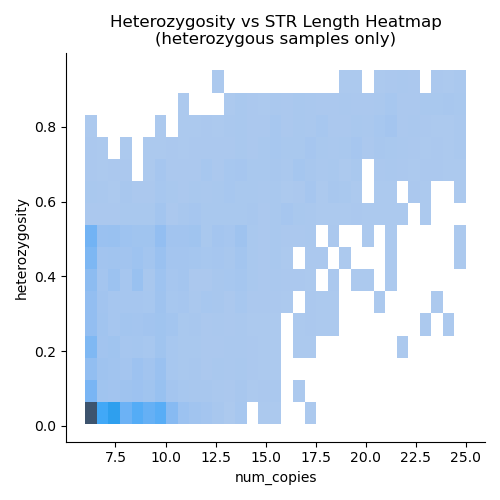 Heterozygosity vs STR Length Heatmap
(heterozygous samples only)
heterozygosity
0.8
0.6
0.4
0.2
0.0
7.5 10.0 12.5 15.0 17.5 20.0 22.5 25.0
num_copies